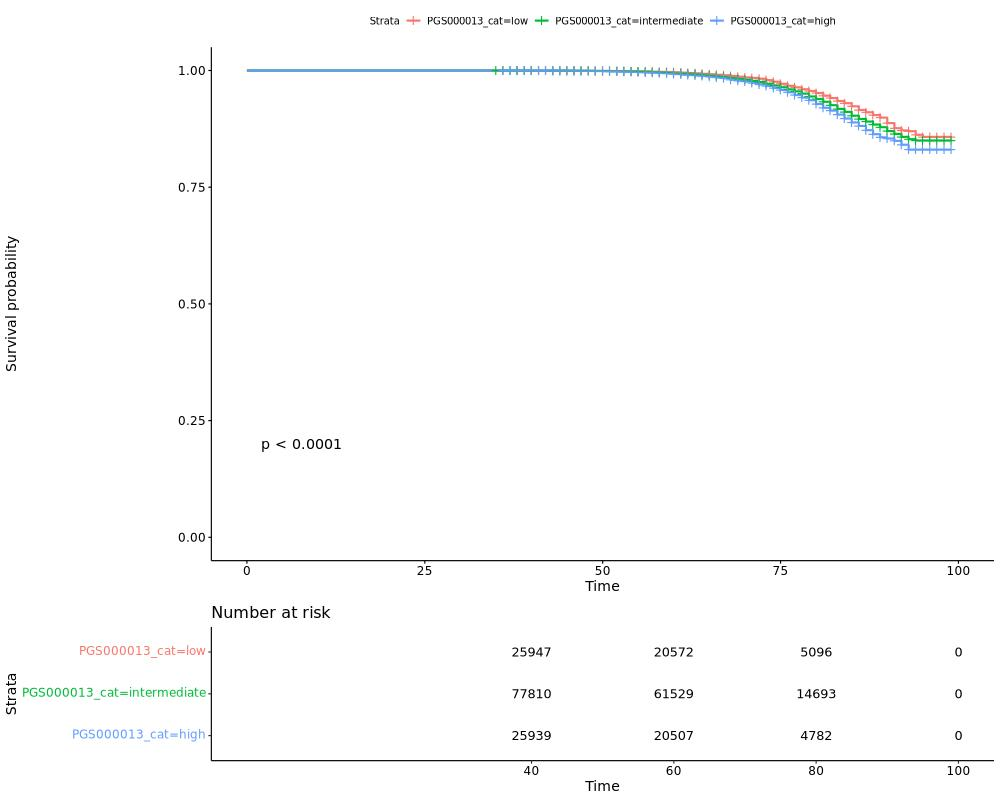 Strata PGS000013_cat=low PGS000013_cat=intermediate PGS000013_cat=high
Survival probability
1.00
0.75
0.50
0.25
0.00
p < 0.0001
0 25 50 75 100
Time
Number at risk
Strata
PGS000013_cat=low 25947 20572 5096 0
PGS000013_cat=intermediate 77810 61529 14693 0
PGS000013_cat=high 25939 20507 4782 0
40 60 80 100
Time